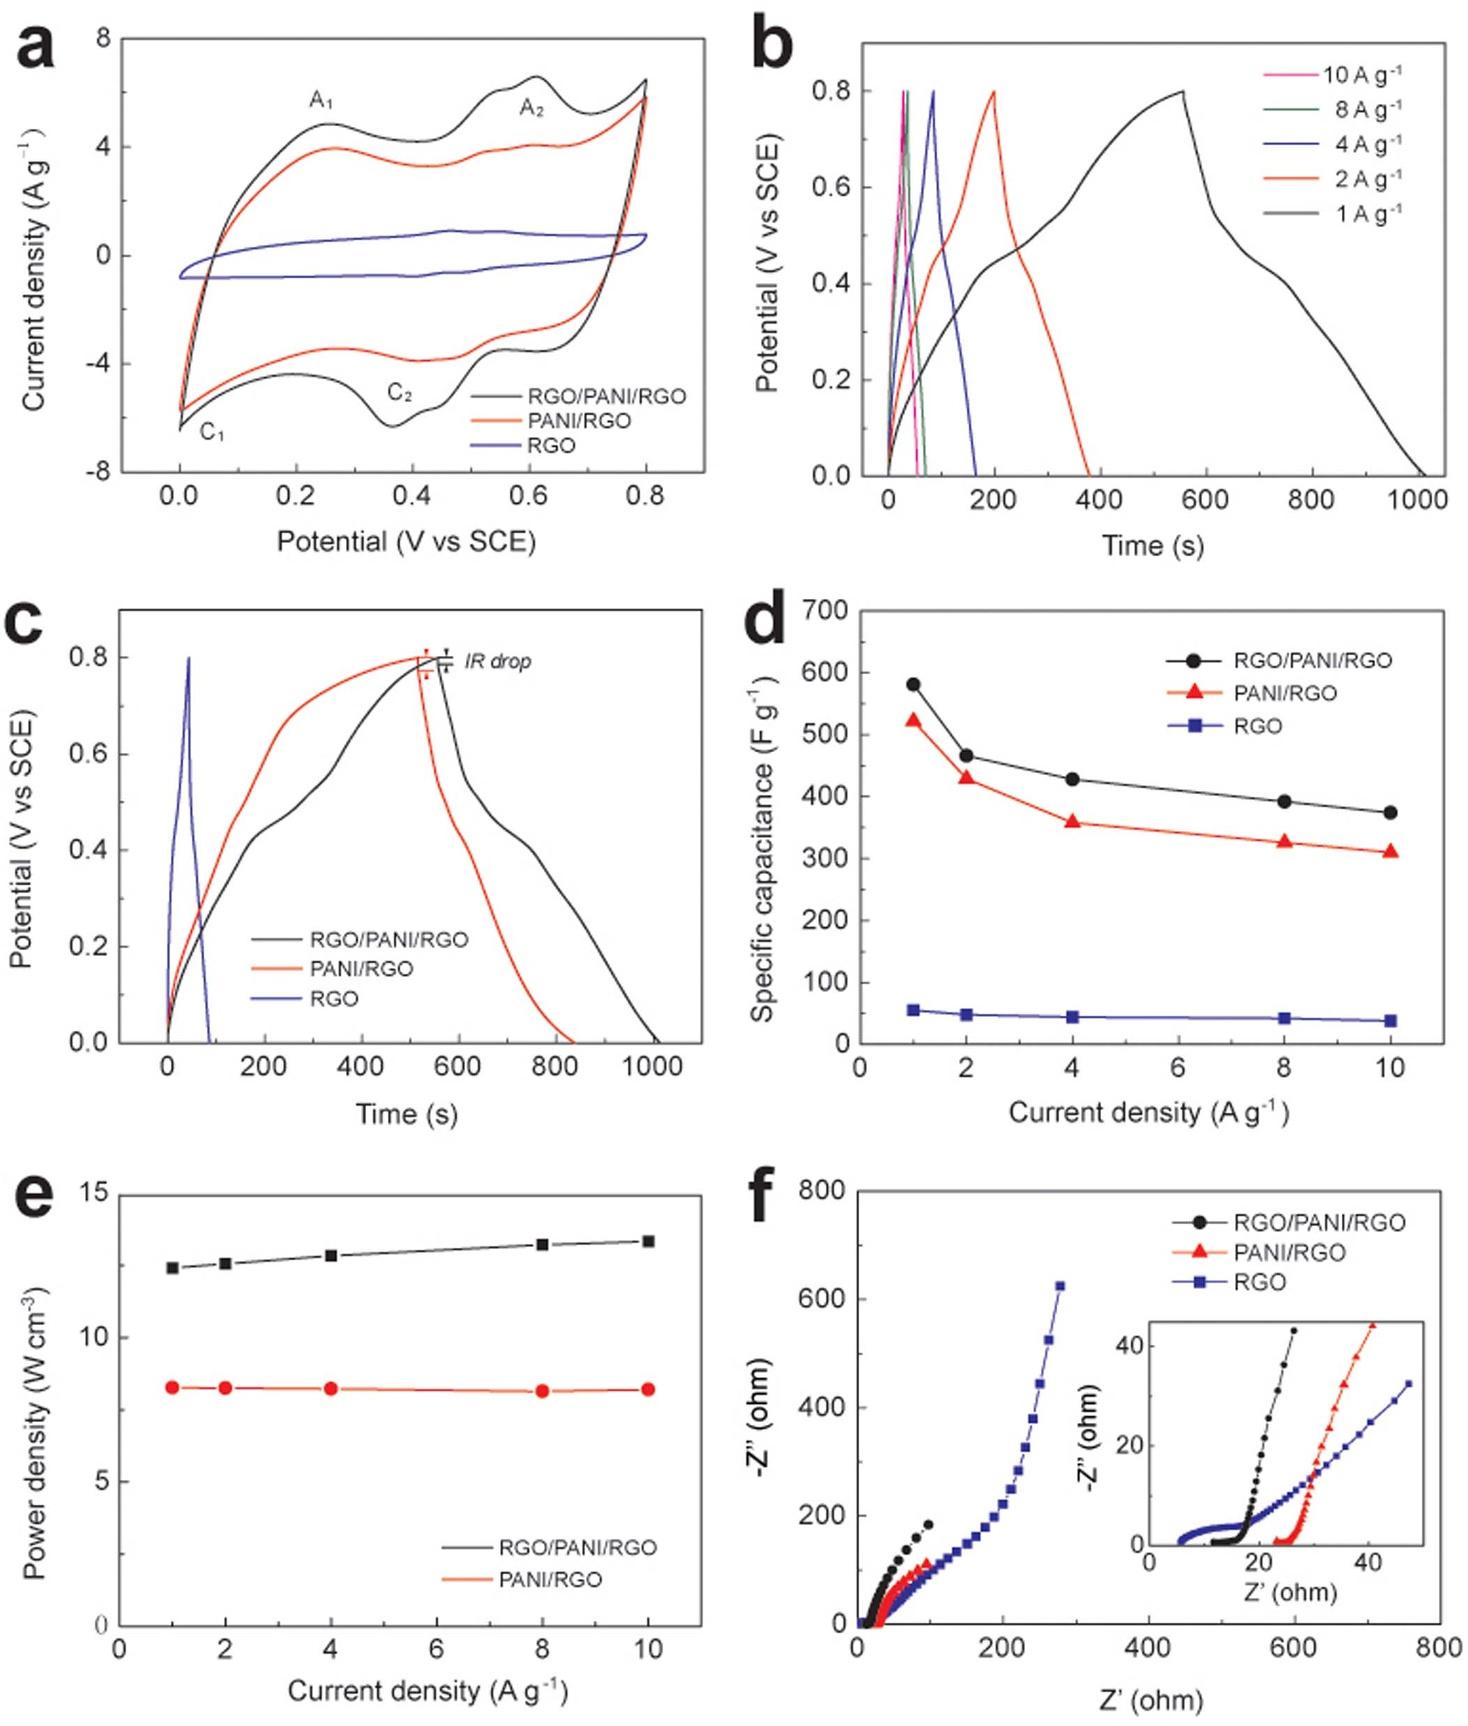 a
8
4
0
-4
-8
Current density (A g⁻¹)
A₁
A₂
C₂
C₁
RGO/PANI/RGO
PANI/RGO
RGO
0.0 0.2 0.4 0.6 0.8
Potential (V vs SCE)
b
0.8
0.6
0.4
0.2
0.0
Potential (V vs SCE)
10 A g⁻¹
8 A g⁻¹
4 A g⁻¹
2 A g⁻¹
1 A g⁻¹
0 200 400 600 800 1000
Time (s)
c
0.8
0.6
0.4
0.2
0.0
Potential (V vs SCE)
IR drop
RGO/PANI/RGO
PANI/RGO
RGO
0 200 400 600 800 1000
Time (s)
d
700
600
500
400
300
200
100
0
Specific capacitance (F g⁻¹)
RGO/PANI/RGO
PANI/RGO
RGO
0 2 4 6 8 10
Current density (A g⁻¹)
e
15
10
5
0
Power density (W cm⁻³)
RGO/PANI/RGO
PANI/RGO
0 2 4 6 8 10
Current density (A g⁻¹)
f
800
600
400
200
0
-Z” (ohm)
RGO/PANI/RGO
PANI/RGO
RGO
40
20
0
-Z” (ohm)
0 20 40
Z’ (ohm)
0 200 400 600 800
Z’ (ohm)